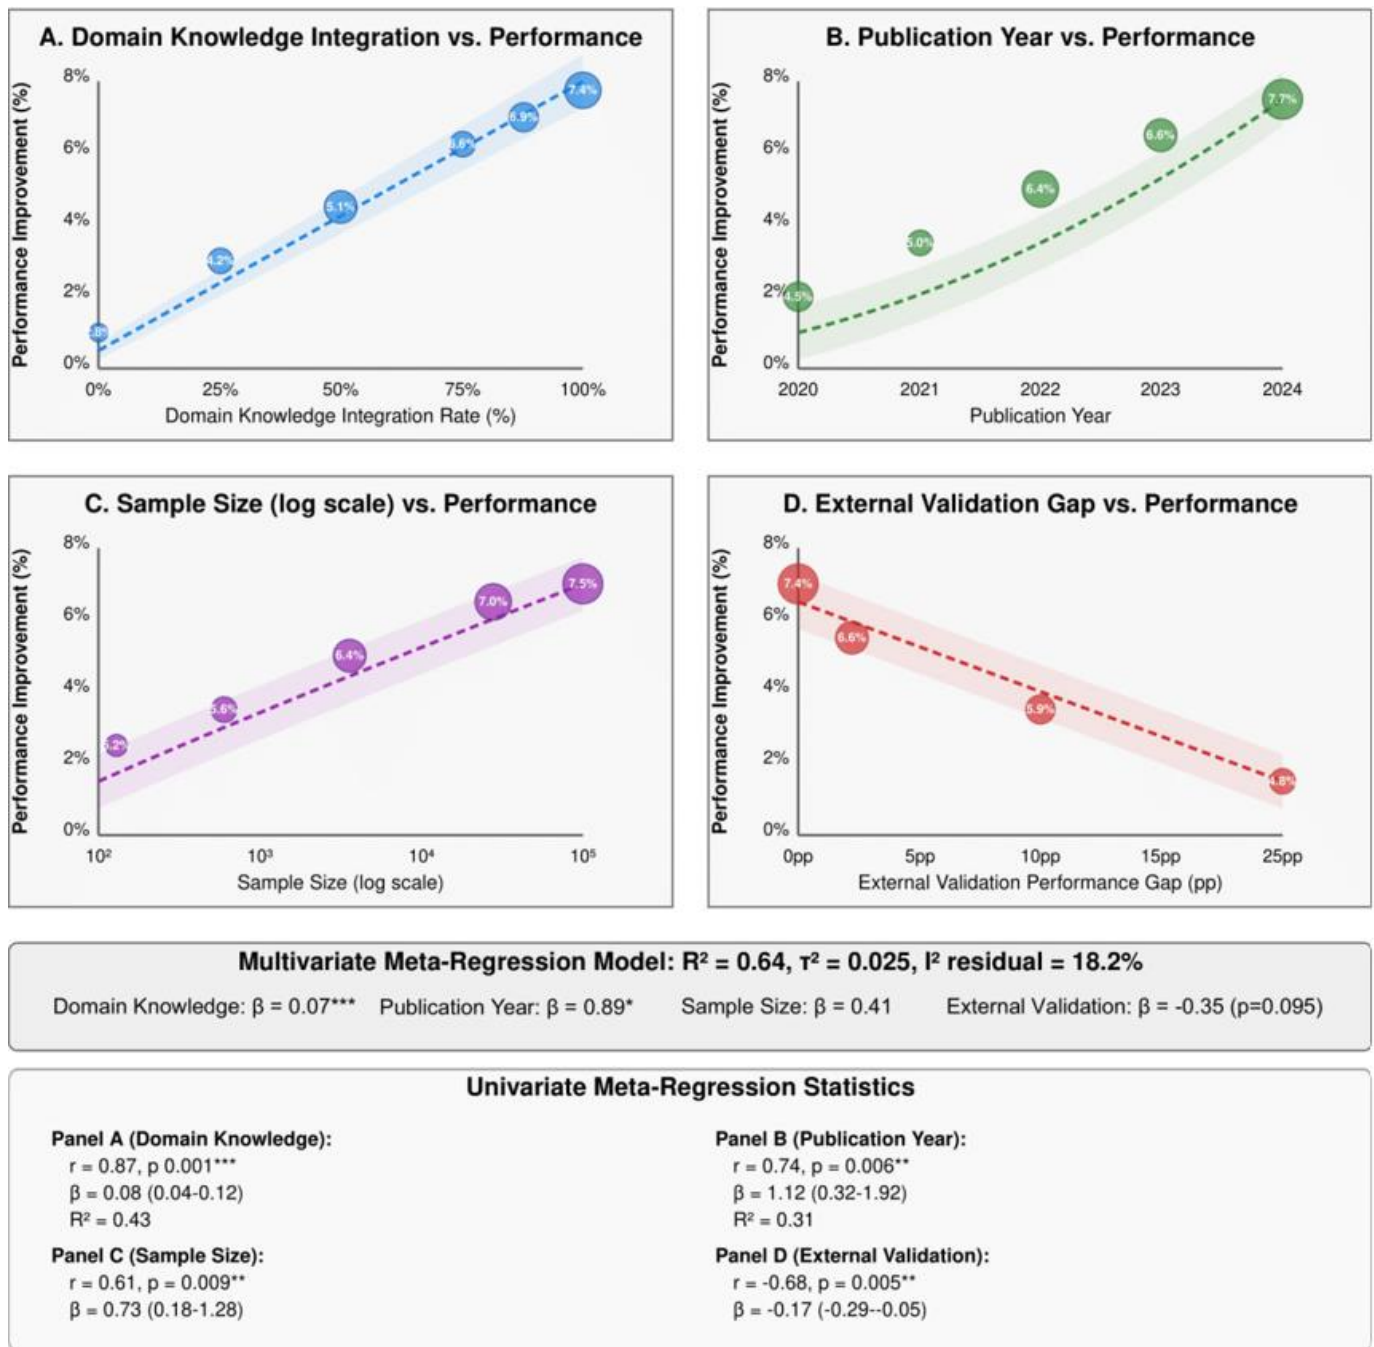 A. Domain Knowledge Integration vs. Performance
Performance Improvement (%)
8%
6%
4%
2%
0%
.8%
4.2%
5.1%
6.9%
7.4%
0% 25% 50% 75% 100%
Domain Knowledge Integration Rate (%)
B. Publication Year vs. Performance
Performance Improvement (%)
8%
6%
4%
2%
0%
4.5%
5.0%
6.4%
6.6%
7.7%
2020 2021 2022 2023 2024
Publication Year
C. Sample Size (log scale) vs. Performance
Performance Improvement (%)
8%
6%
4%
2%
0%
5.6%
6.4%
7.0%
7.5%
10² 10³ 10⁴ 10⁵
Sample Size (log scale)
D. External Validation Gap vs. Performance
Performance Improvement (%)
8%
6%
4%
2%
0%
7.4%
6.6%
5.9%
4.8%
0pp 5pp 10pp 15pp 25pp
External Validation Performance Gap (pp)
Multivariate Meta-Regression Model: R² = 0.64, τ² = 0.025, I² residual = 18.2%
Domain Knowledge: β = 0.07*** Publication Year: β = 0.89* Sample Size: β = 0.41 External Validation: β = -0.35 (p=0.095)
Univariate Meta-Regression Statistics
Panel A (Domain Knowledge):
r = 0.87, p 0.001***
β = 0.08 (0.04-0.12)
R² = 0.43
Panel B (Publication Year):
r = 0.74, p = 0.006**
β = 1.12 (0.32-1.92)
R² = 0.31
Panel C (Sample Size):
r = 0.61, p = 0.009**
β = 0.73 (0.18-1.28)
Panel D (External Validation):
r = -0.68, p = 0.005**
β = -0.17 (-0.29--0.05)